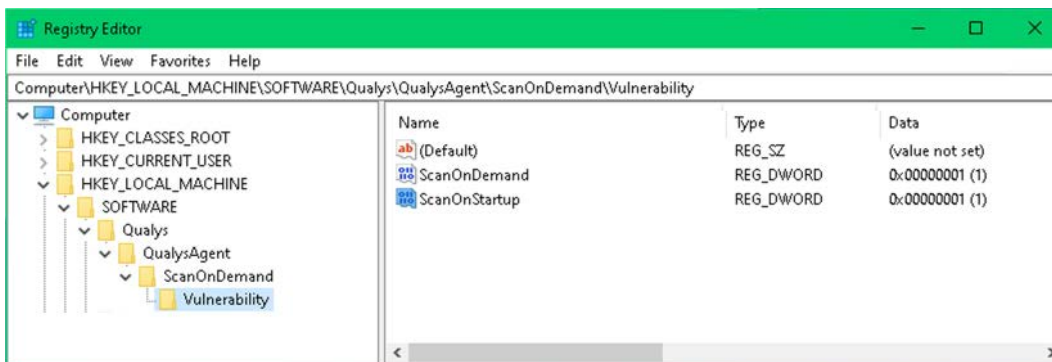 Registry Editor
File Edit View Favorites Help
Computer\HKEY_LOCAL_MACHINE\SOFTWARE\Qualys\QualysAgent\ScanOnDemand\Vulnerability
Computer
HKEY_CLASSES_ROOT
HKEY_CURRENT_USER
HKEY_LOCAL_MACHINE
SOFTWARE
Qualys
QualysAgent
ScanOnDemand
Vulnerability
Name Type Data
ab (Default) REG_SZ (value not set)
ScanOnDemand REG_DWORD 0x00000001 (1)
ScanOnStartup REG_DWORD 0x00000001 (1)